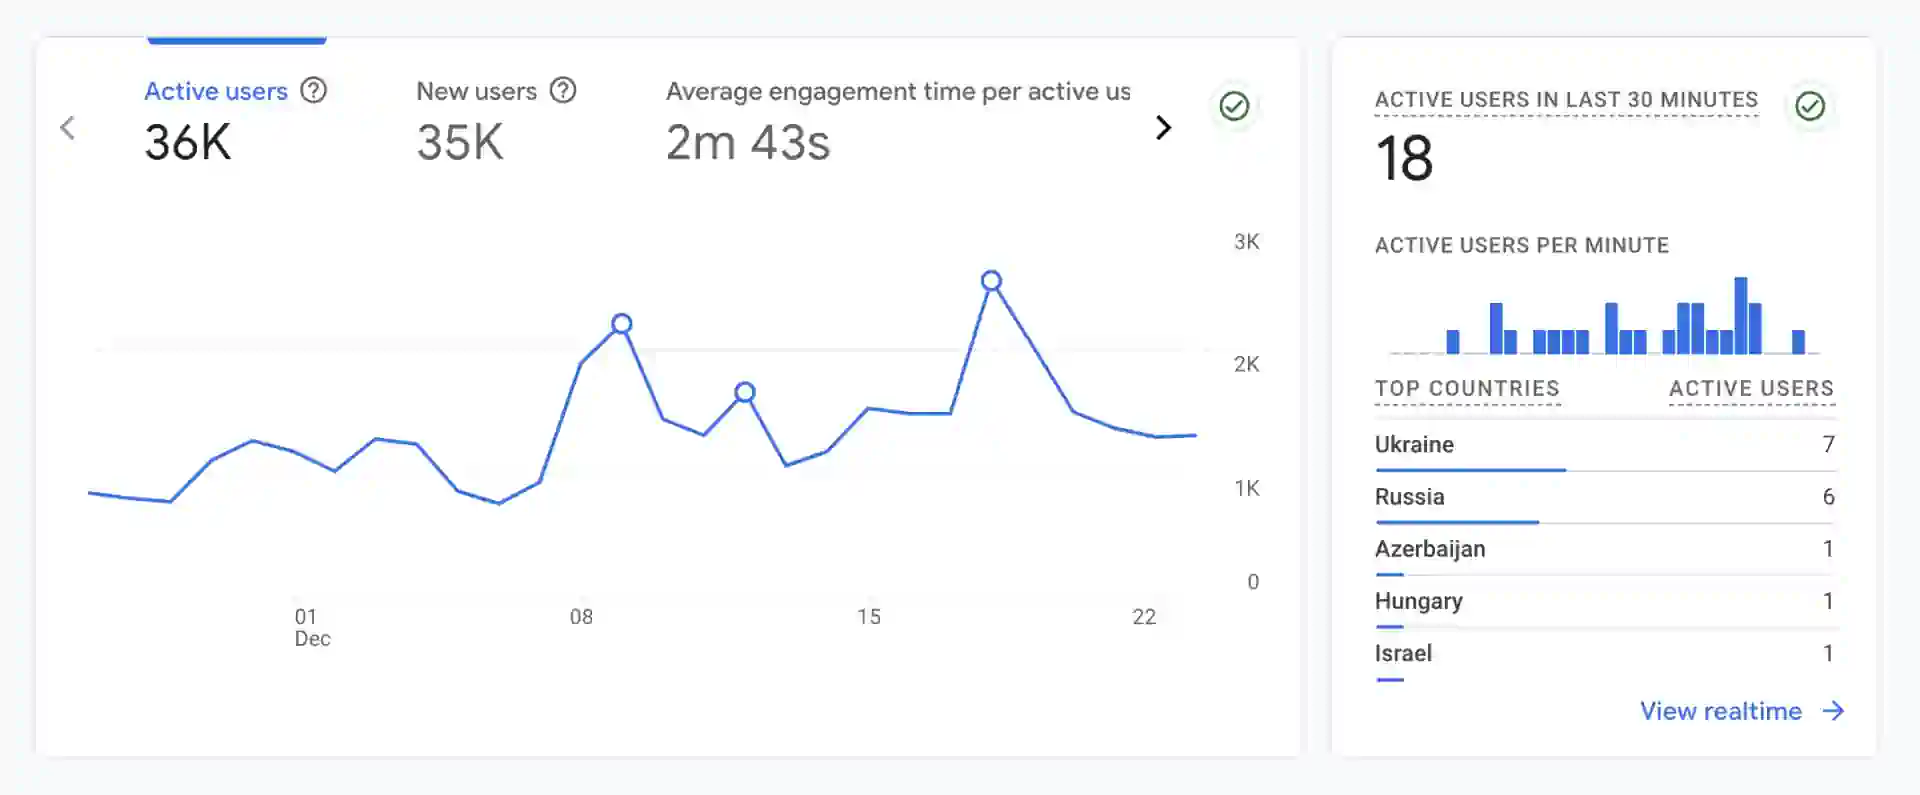 Active users
36K
New users
35K
Average engagement time per active us
2m 43s
3K
2K
1K
0
01
Dec
08
15
22
ACTIVE USERS IN LAST 30 MINUTES
18
ACTIVE USERS PER MINUTE
TOP COUNTRIES ACTIVE USERS
Ukraine 7
Russia 6
Azerbaijan 1
Hungary 1
Israel 1
View realtime